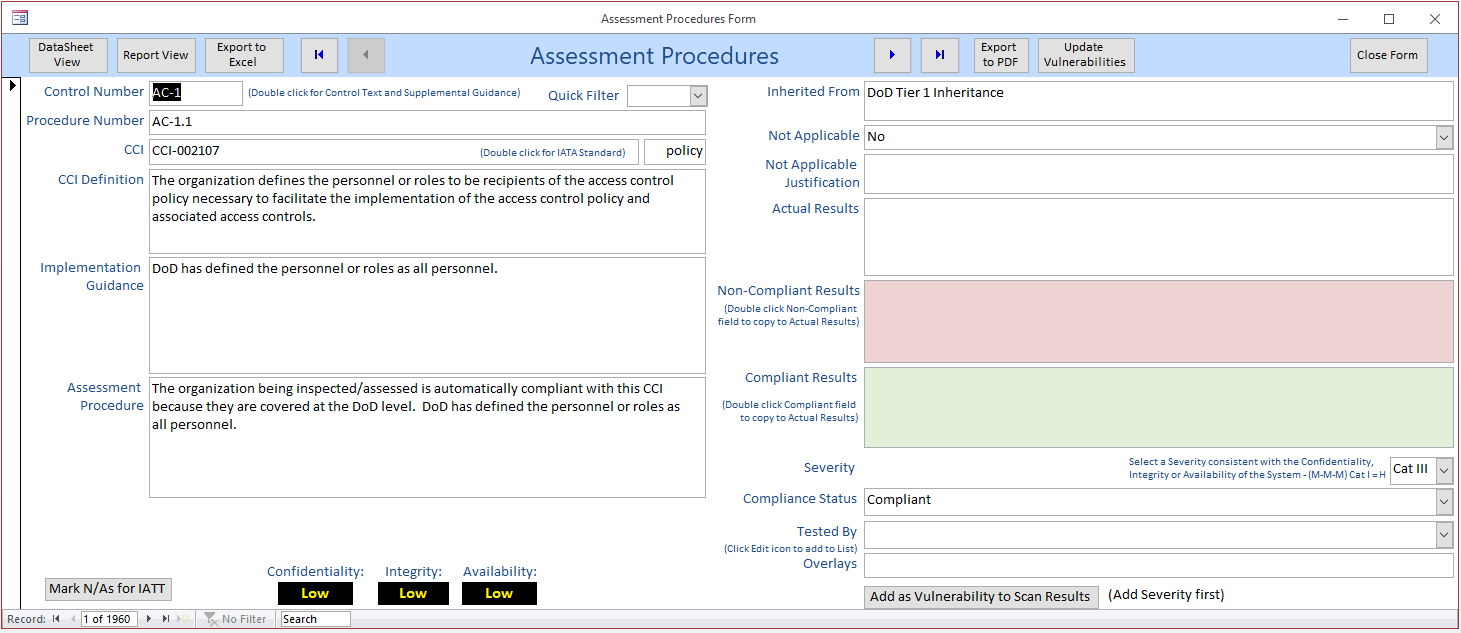 Assessment Procedures Form
DataSheet
View
Report View
Export to
Excel
Assessment Procedures
Export
to PDF
Update
Vulnerabilities
Close Form
Control Number
AC-1
(Double click for Control Text and Supplemental Guidance)
Quick Filter
Procedure Number
AC-1.1
CCI
CCI-002107
(Double click for IATA Standard)
policy
CCI Definition
The organization defines the personnel or roles to be recipients of the access control
policy necessary to facilitate the implementation of the access control policy and
associated access controls.
Implementation
Guidance
DoD has defined the personnel or roles as all personnel.
Assessment
Procedure
The organization being inspected/assessed is automatically compliant with this CCI
because they are covered at the DoD level.  DoD has defined the personnel or roles as
all personnel.
Confidentiality:
Integrity:
Availability:
Low
Low
Low
Mark N/As for IATT
Inherited From
DoD Tier 1 Inheritance
Not Applicable
No
Not Applicable
Justification
Actual Results
Non-Compliant Results
(Double click Non-Compliant
field to copy to Actual Results)
Compliant Results
(Double click Compliant field
to copy to Actual Results)
Severity
Select a Severity consistent with the Confidentiality,
Integrity or Availability of the System - (M-M-M) Cat I = H
Cat III
Compliance Status
Compliant
Tested By
(Click Edit icon to add to List)
Overlays
Add as Vulnerability to Scan Results
(Add Severity first)
Record:
1 of 1960
No Filter
Search